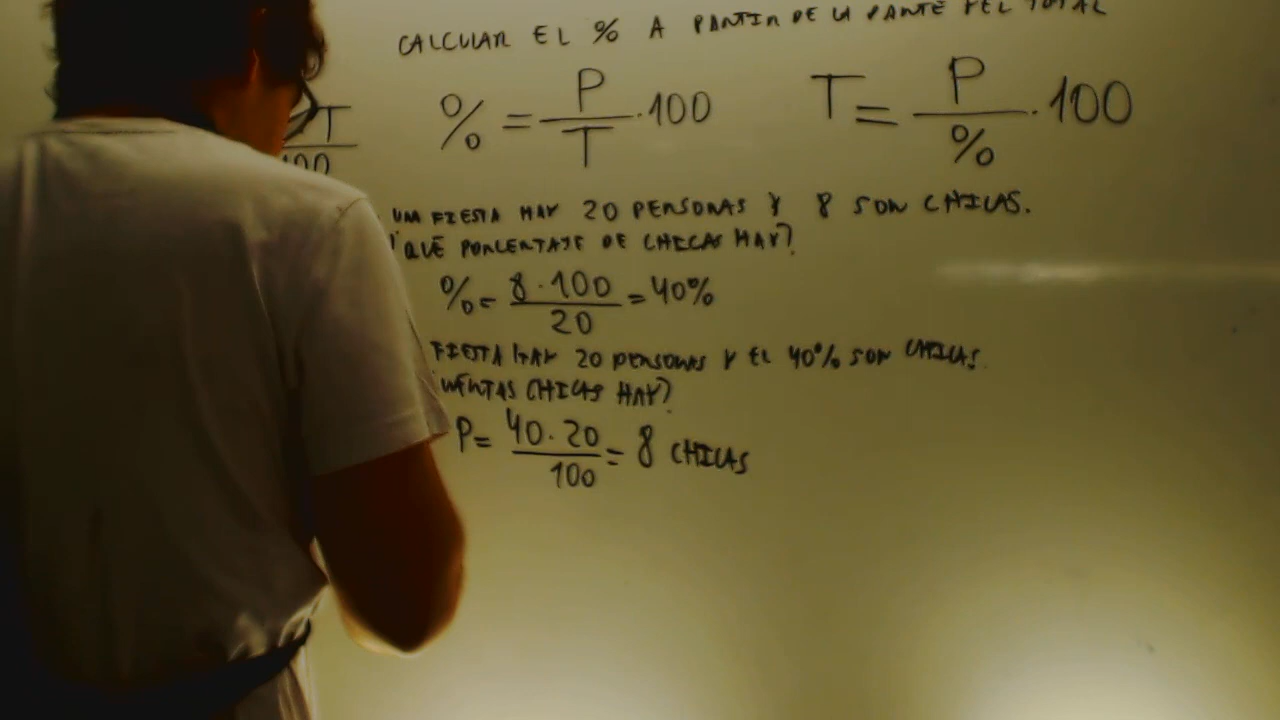 CALCULAR EL % A PARTIR DE LA PARTE DEL TOTAL
T
100
% = P/T · 100
T = P/% · 100
UNA FIESTA HAY 20 PERSONAS Y 8 SON CHICAS.
QUÉ PORCENTAJE DE CHICAS HAY?
% = 8 · 100 / 20 = 40%
FIESTA HAY 20 PERSONAS Y EL 40% SON CHICAS.
CHICAS HAY?
P = 40 · 20 / 100 = 8 CHICAS